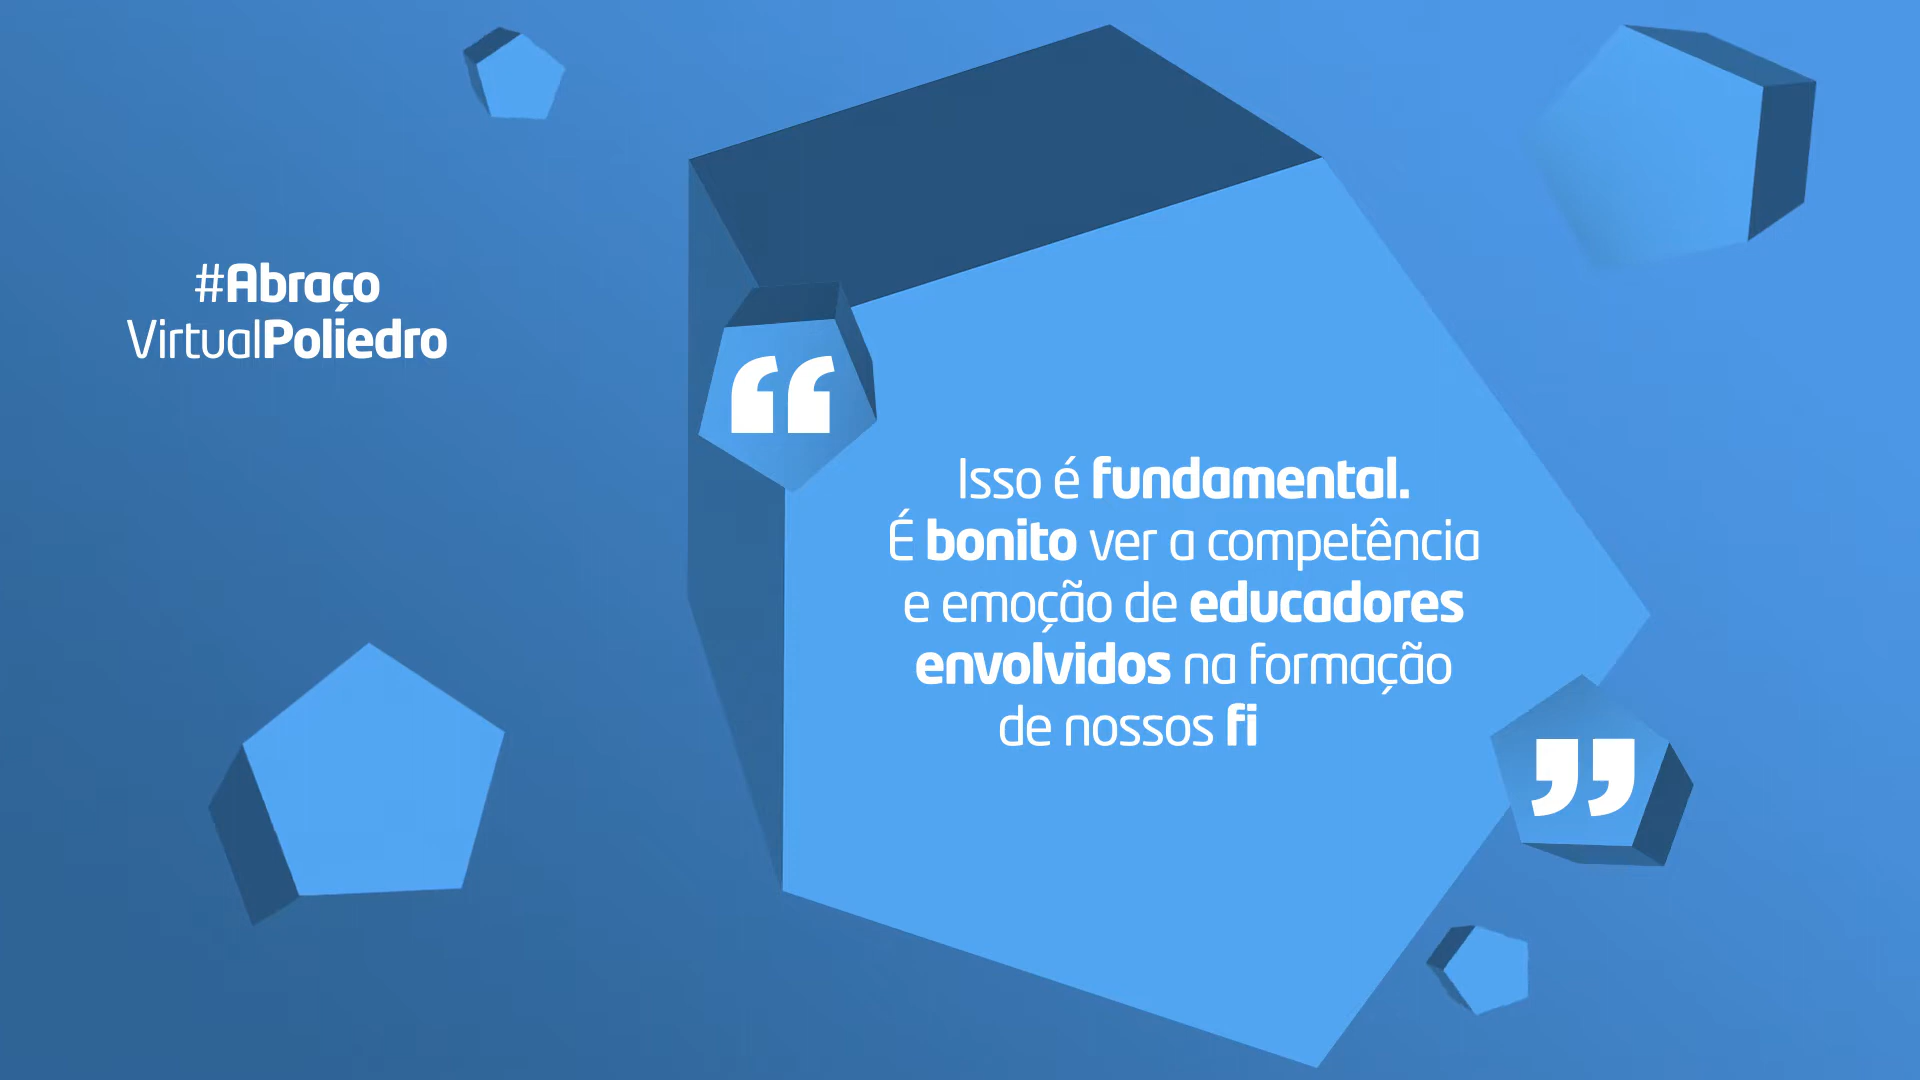 #Abraço
VirtualPoliedro
“
Isso é fundamental.
É bonito ver a competência
e emoção de educadores
envolvidos na formação
de nossos fi
”